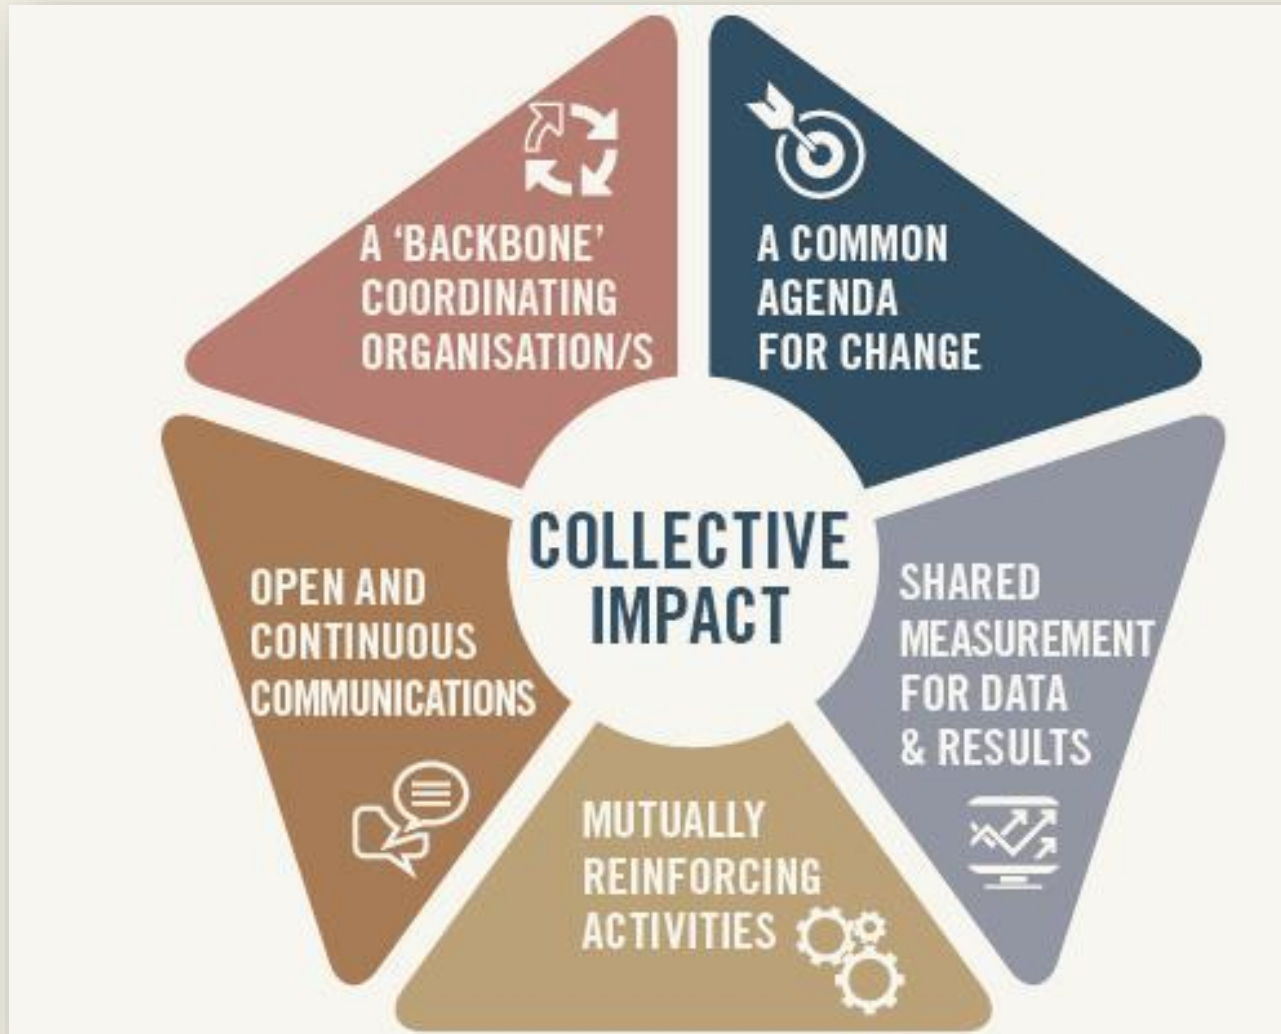 A ‘BACKBONE’
COORDINATING
ORGANISATION/S
A COMMON
AGENDA
FOR CHANGE
COLLECTIVE
IMPACT
OPEN AND
CONTINUOUS
COMMUNICATIONS
SHARED
MEASUREMENT
FOR DATA
& RESULTS
MUTUALLY
REINFORCING
ACTIVITIES